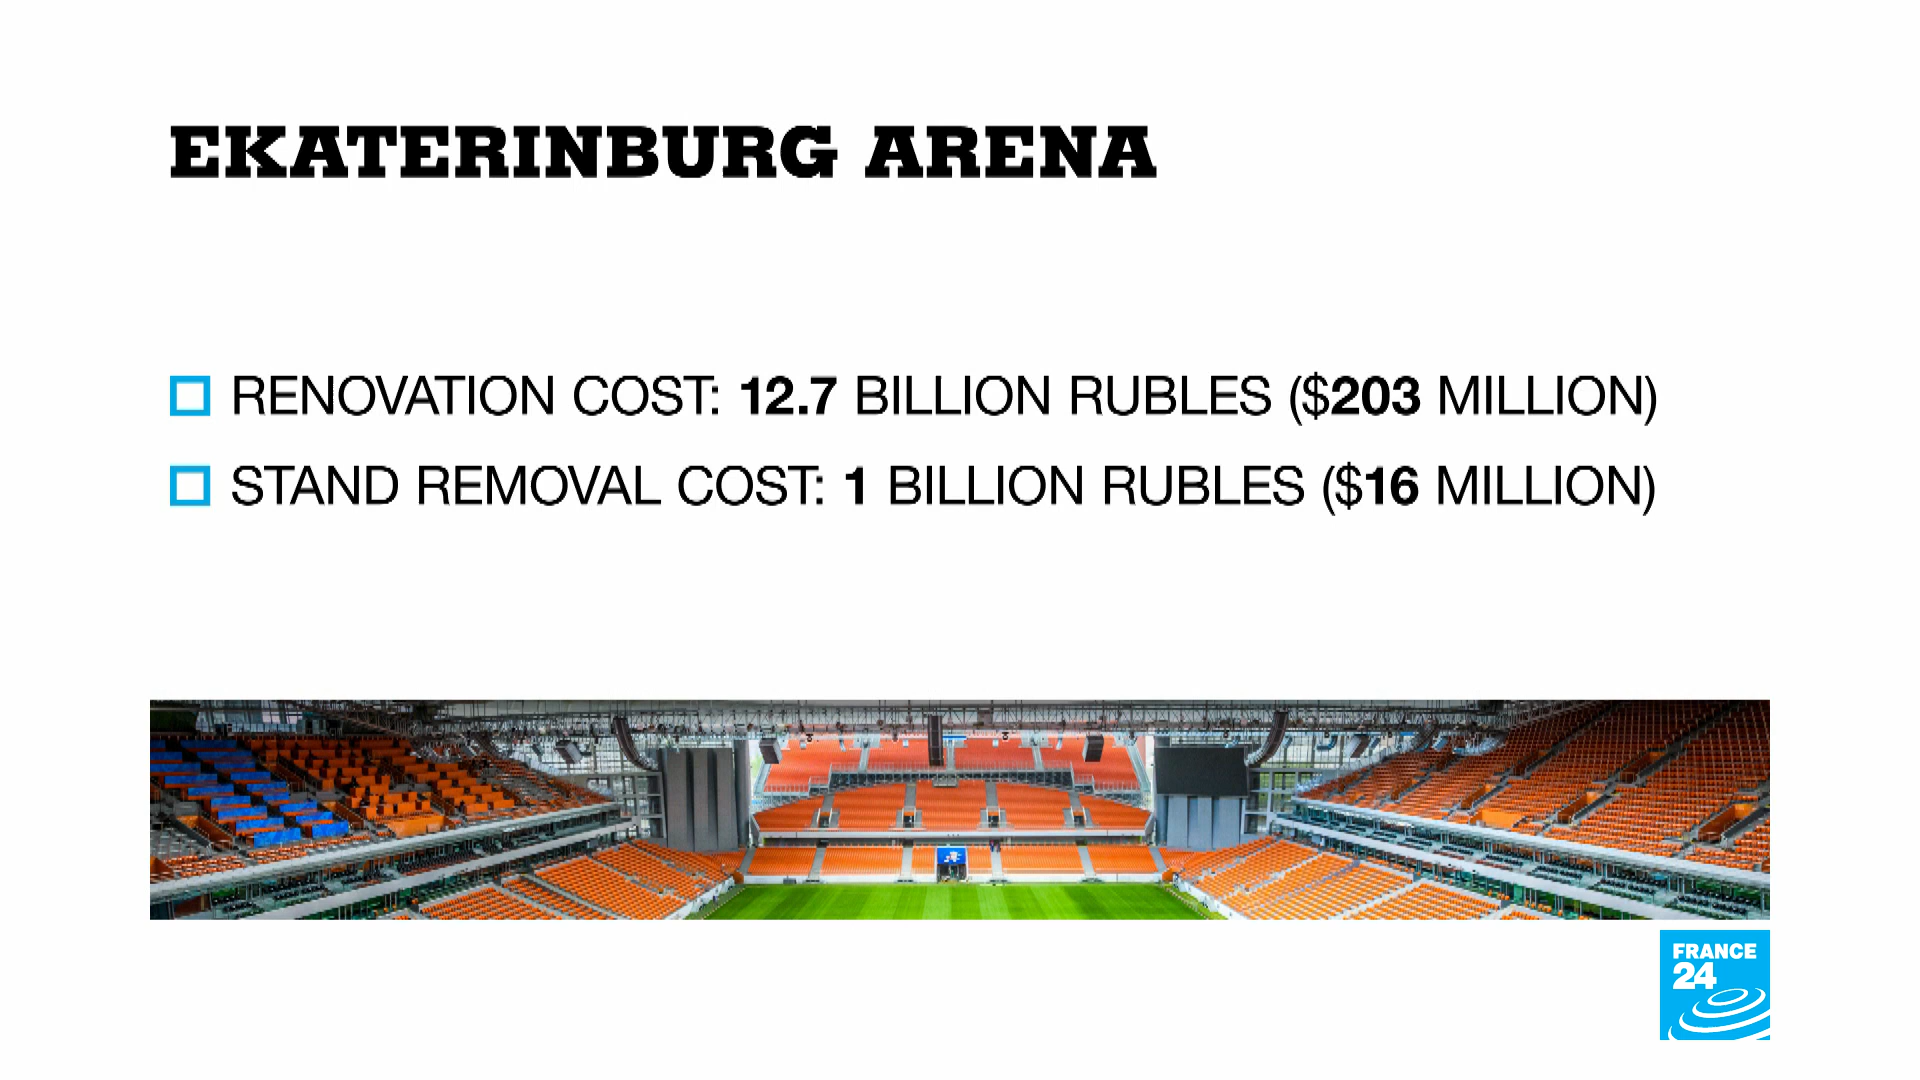 EKATERINBURG ARENA
RENOVATION COST: 12.7 BILLION RUBLES ($203 MILLION)
STAND REMOVAL COST: 1 BILLION RUBLES ($16 MILLION)
FRANCE
24